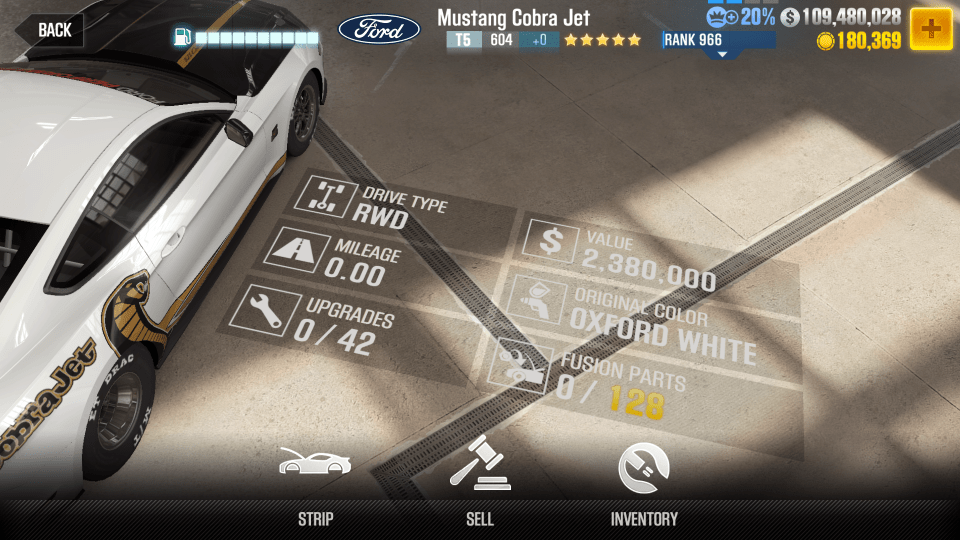 BACK
Ford
Mustang Cobra Jet
T5 604 +0
20%
109,480,028
RANK 966
180,369
DRIVE TYPE
RWD
MILEAGE
0.00
UPGRADES
0 / 42
$ VALUE
2,380,000
ORIGINAL COLOR
OXFORD WHITE
FUSION PARTS
0 / 128
CobraJet
DRAG
M/T
STRIP
SELL
INVENTORY